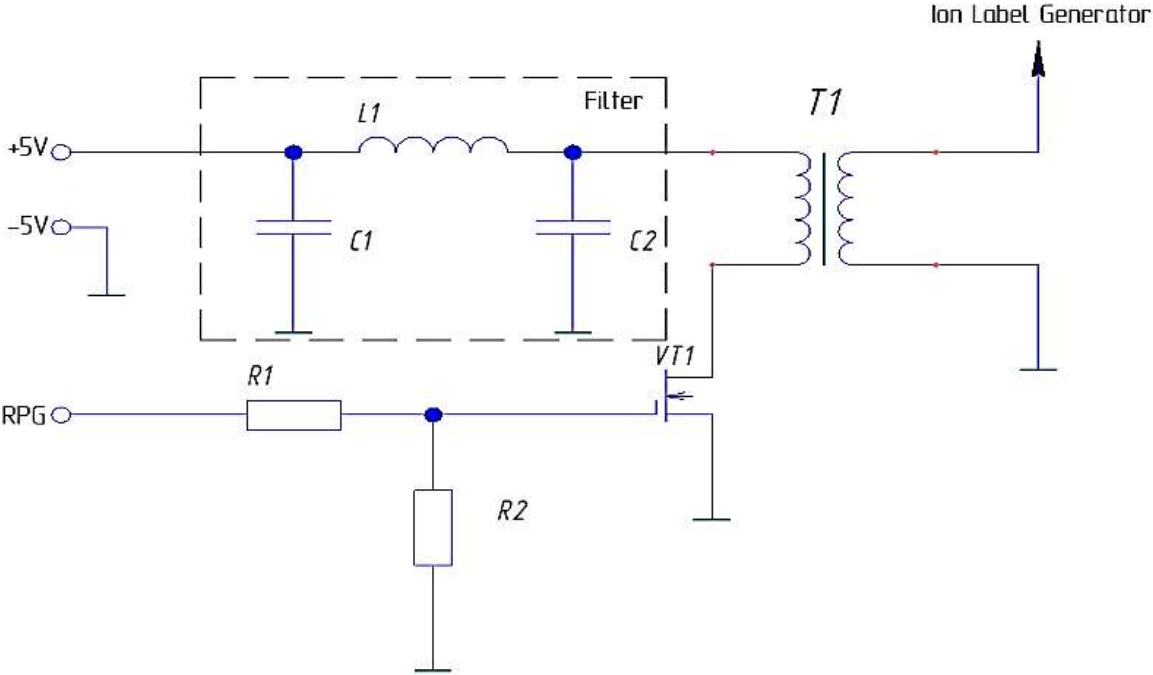 Ion Label Generator
Filter
L1
T1
+5V
-5V
C1
C2
VT1
R1
RPG
R2